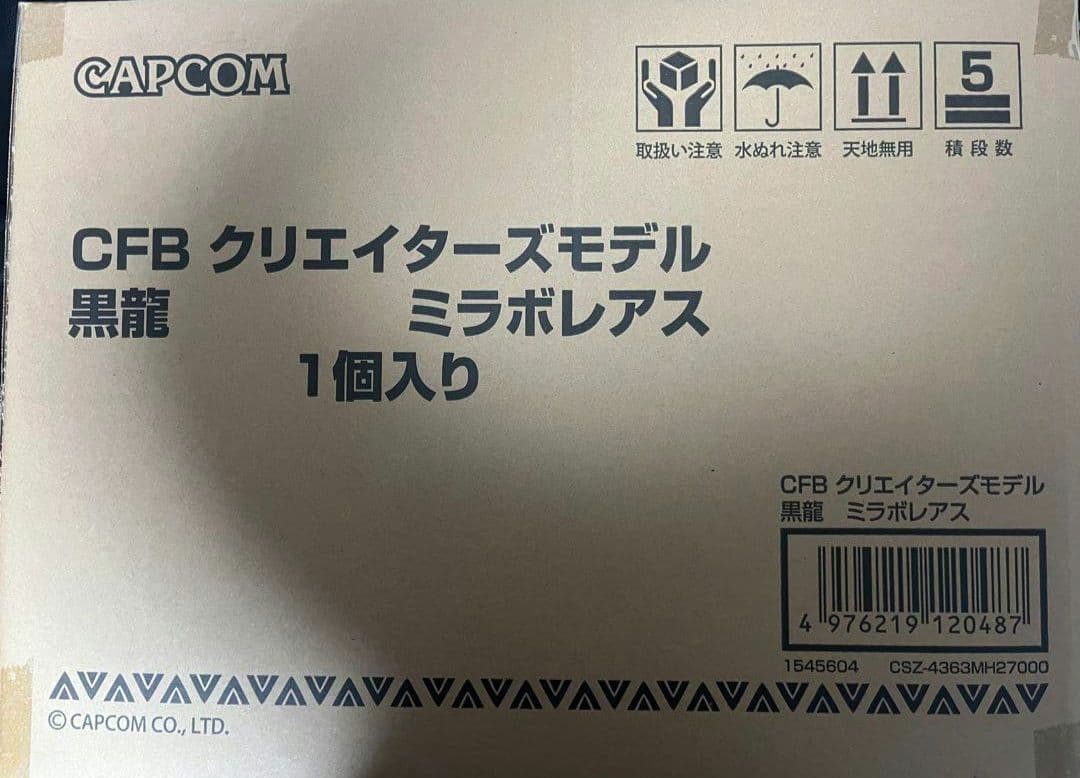 CAPCOM
5
取扱い注意 水ぬれ注意 天地無用 積段数
CFB クリエイターズモデル
黒龍 ミラボレアス
1個入り
CFB クリエイターズモデル
黒龍 ミラボレアス
4 976219 120487
1545604 CSZ-4363MH27000
© CAPCOM CO., LTD.